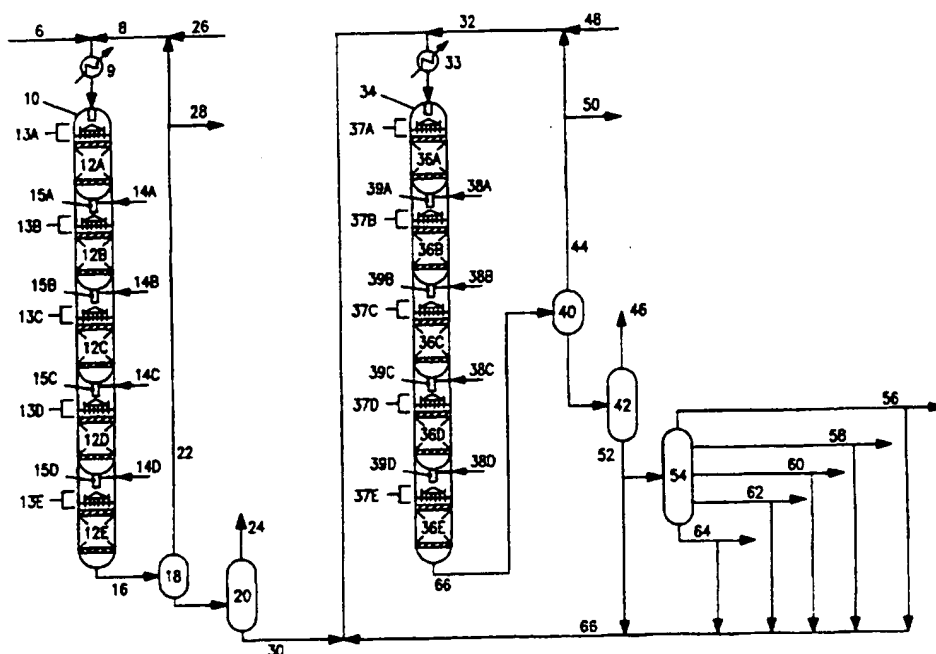 6 8 26 32 48
9 33
10 34
28 50
13A 37A
12A 36A
15A 14A 39A 38A
13B 37B
12B 36B
44
15B 14B 39B 38B
13C 37C
40
12C 36C
46
15C 14C 39C 38C
13D 37D
42 56
12D 36D
22 52 58
15D 14D 39D 38D
54 60
13E 37E
62
12E 36E
24 64
16 18 66
20
66
30